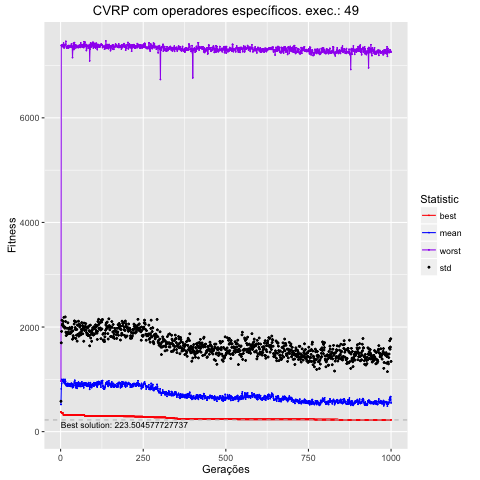 CVRP com operadores específicos. exec.: 49
Fitness
6000
4000
2000
0
Best solution: 223.504577727737
0
250
500
750
1000
Gerações
Statistic
best
mean
worst
std